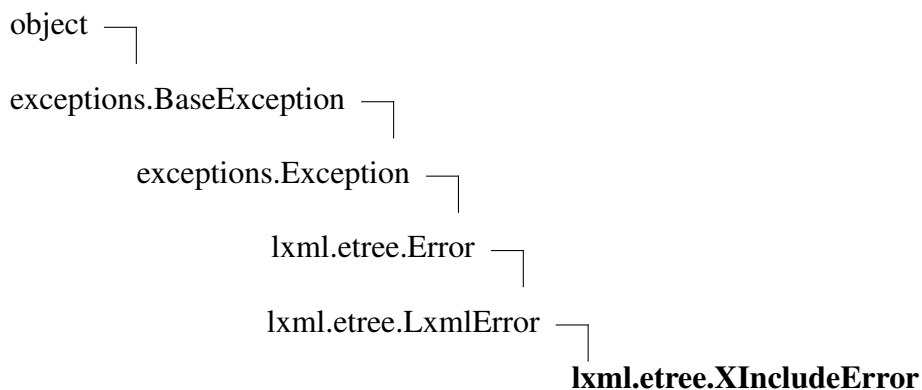 object
exceptions.BaseException
exceptions.Exception
lxml.etree.Error
lxml.etree.LxmlError
lxml.etree.XIncludeError